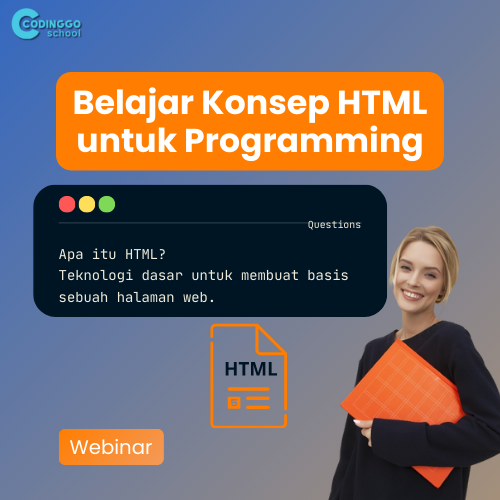 CODINGGO
school
Belajar Konsep HTML
untuk Programming
Questions
Apa itu HTML?
Teknologi dasar untuk membuat basis
sebuah halaman web.
HTML
Webinar